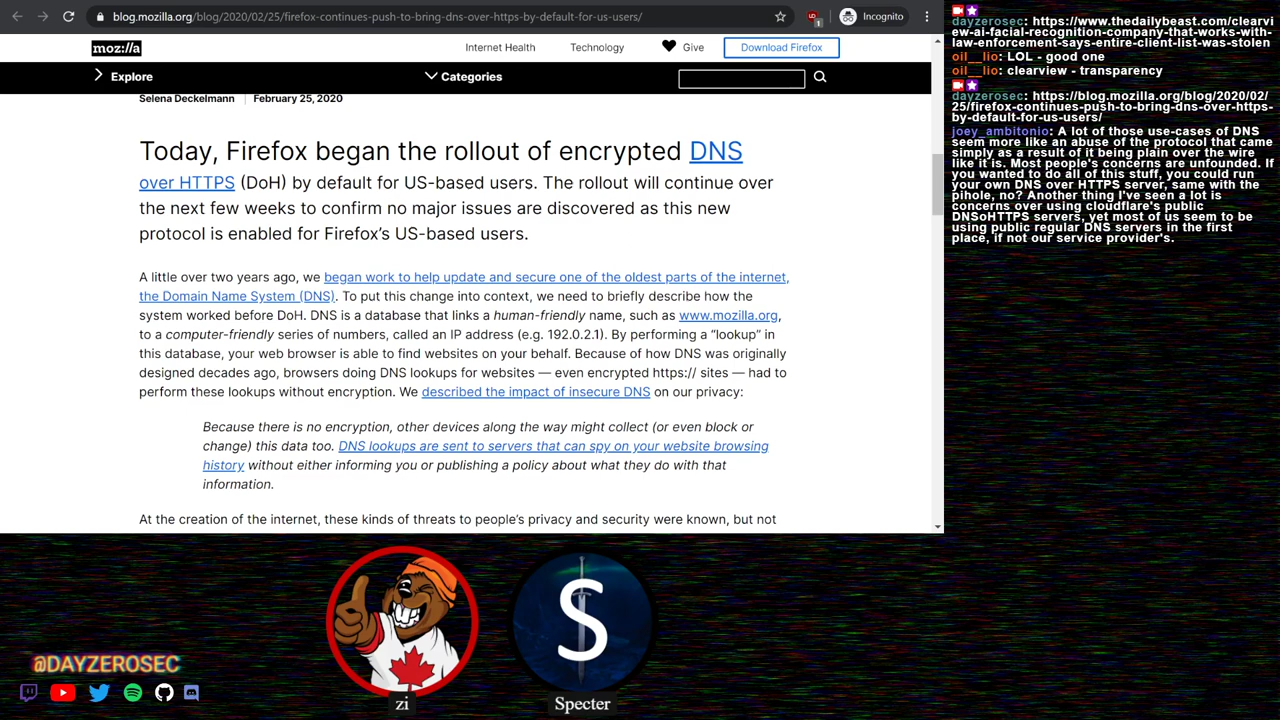 blog.mozilla.org/blog/2020/02/25/firefox-continues-push-to-bring-dns-over-https-by-default-for-us-users/
1
Incognito
moz://a
Internet Health
Technology
Give
Download Firefox
Explore
Categories
Selena Deckelmann
February 25, 2020
Today, Firefox began the rollout of encrypted DNS
over HTTPS (DoH) by default for US-based users. The rollout will continue over
the next few weeks to confirm no major issues are discovered as this new
protocol is enabled for Firefox's US-based users.
A little over two years ago, we began work to help update and secure one of the oldest parts of the internet,
the Domain Name System (DNS). To put this change into context, we need to briefly describe how the
system worked before DoH. DNS is a database that links a human-friendly name, such as www.mozilla.org,
to a computer-friendly series of numbers, called an IP address (e.g. 192.0.2.1). By performing a “lookup” in
this database, your web browser is able to find websites on your behalf. Because of how DNS was originally
designed decades ago, browsers doing DNS lookups for websites — even encrypted https:// sites — had to
perform these lookups without encryption. We described the impact of insecure DNS on our privacy:
Because there is no encryption, other devices along the way might collect (or even block or
change) this data too. DNS lookups are sent to servers that can spy on your website browsing
history without either informing you or publishing a policy about what they do with that
information.
At the creation of the internet, these kinds of threats to people's privacy and security were known, but not
dayzerosec: https://www.thedailybeast.com/clearvi
ew-ai-facial-recognition-company-that-works-with-
law-enforcement-says-entire-client-list-was-stolen
oil__lio: LOL - good one
oil__lio: clearview - transparency
dayzerosec: https://blog.mozilla.org/blog/2020/02/
25/firefox-continues-push-to-bring-dns-over-https-
by-default-for-us-users/
joey_ambitonio: A lot of those use-cases of DNS
seem more like an abuse of the protocol that came
simply as a result of it being plain over the wire
like it is. Most people's concerns are unfounded. If
you wanted to do all of this stuff, you could run
your own DNS over HTTPS server, same with the
pihole, no? Another thing I've seen a lot is
concerns over using cloudflare's public
DNSoHTTPS servers, yet most of us seem to be
using public regular DNS servers in the first
place, if not our service provider's.
@DAYZEROSEC
zi
S
Specter